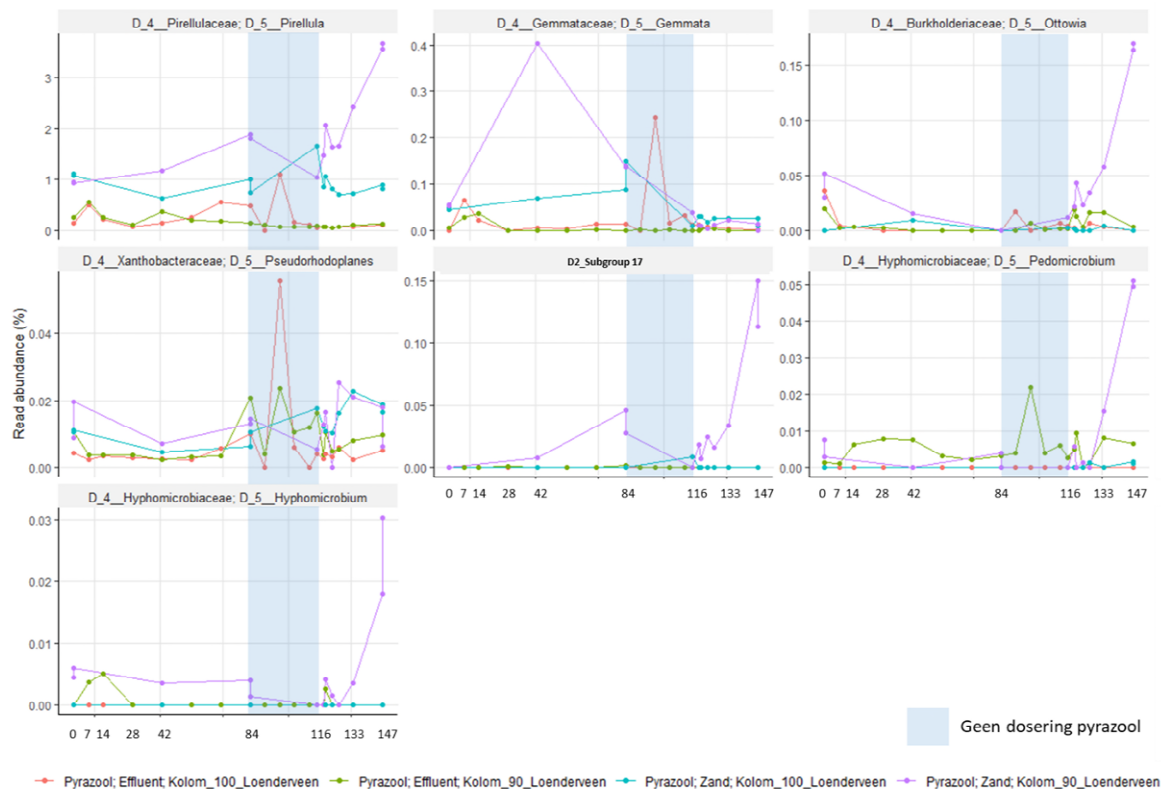 D_4__Pirellulaceae; D_5__Pirellula
D_4__Gemmataceae; D_5__Gemmata
D_4__Burkholderiaceae; D_5__Ottowia
3
2
1
0
0.4
0.3
0.2
0.1
0.0
0.15
0.10
0.05
0.00
D_4__Xanthobacteraceae; D_5__Pseudorhodoplanes
D2_Subgroup 17
D_4__Hyphomicrobiaceae; D_5__Pedomicrobium
Read abundance (%)
0.04
0.02
0.00
0.15
0.10
0.05
0.00
0.05
0.04
0.03
0.02
0.01
0.00
0 7 14 28 42 84 116 133 147
0 7 14 28 42 84 116 133 147
D_4__Hyphomicrobiaceae; D_5__Hyphomicrobium
0.03
0.02
0.01
0.00
0 7 14 28 42 84 116 133 147
Geen dosering pyrazool
Pyrazool; Effluent; Kolom_100_Loenderveen Pyrazool; Effluent; Kolom_90_Loenderveen Pyrazool; Zand; Kolom_100_Loenderveen Pyrazool; Zand; Kolom_90_Loenderveen